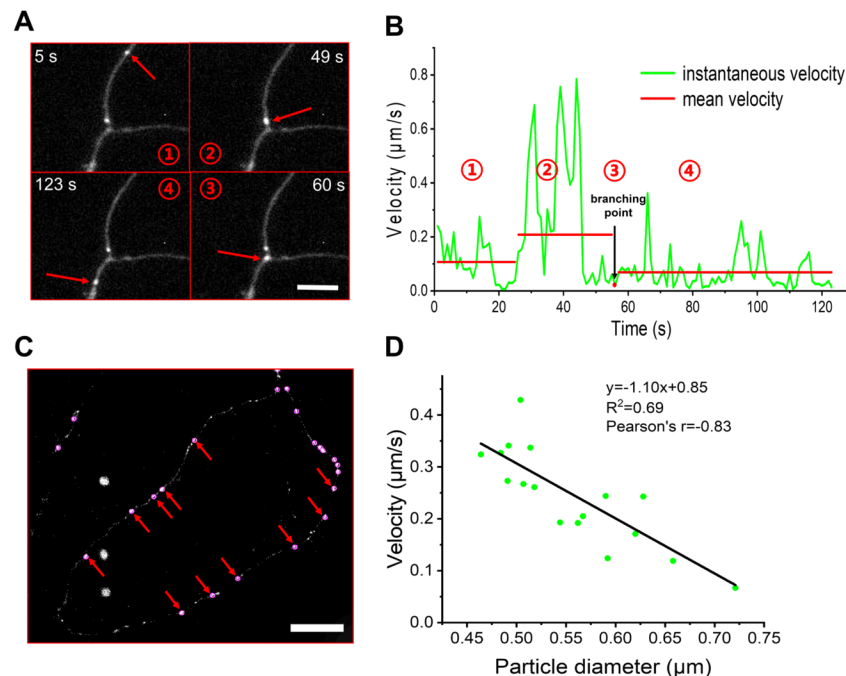 A
5 s
49 s
①
②
123 s
④
③
60 s
B
Velocity (μm/s)
0.8
0.6
0.4
0.2
0.0
instantaneous velocity
mean velocity
①
②
③
④
branching
point
0 20 40 60 80 100 120
Time (s)
C
D
Velocity (μm/s)
0.4
0.3
0.2
0.1
0.0
y=-1.10x+0.85
R²=0.69
Pearson's r=-0.83
0.45 0.50 0.55 0.60 0.65 0.70 0.75
Particle diameter (μm)